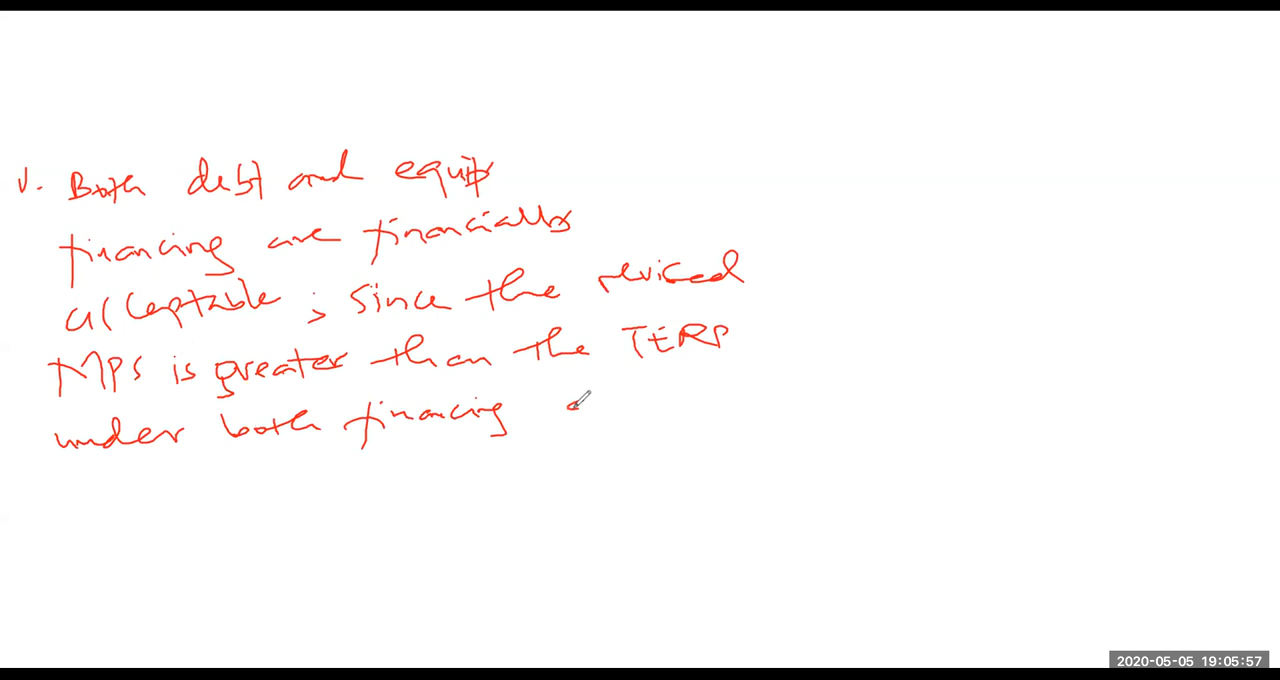 v. Both debt and equity
financing are financially
acceptable; since the revised
MPS is greater than the TERP
under both financing
2020-05-05 19:05:57